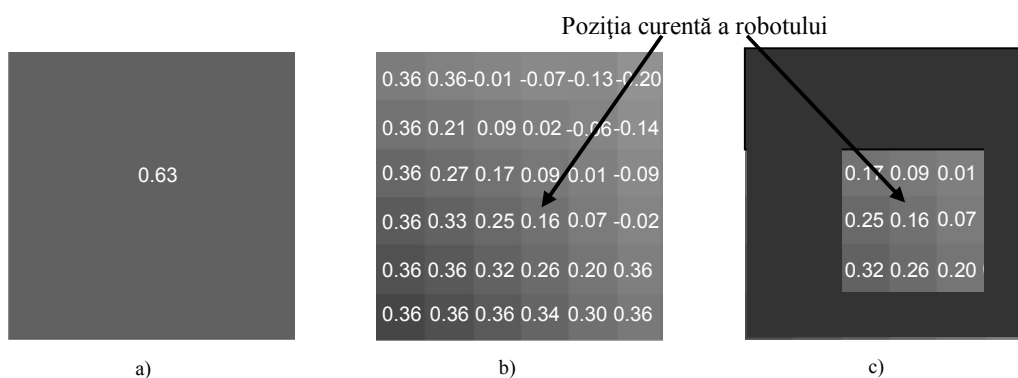 Poziţia curentă a robotului
0.63
0.36 0.36 -0.01 -0.07 -0.13 -0.20
0.36 0.21 0.09 0.02 -0.06 -0.14
0.36 0.27 0.17 0.09 0.01 -0.09
0.36 0.33 0.25 0.16 0.07 -0.02
0.36 0.36 0.32 0.26 0.20 0.36
0.36 0.36 0.36 0.34 0.30 0.36
0.17 0.09 0.01
0.25 0.16 0.07
0.32 0.26 0.20
a)
b)
c)